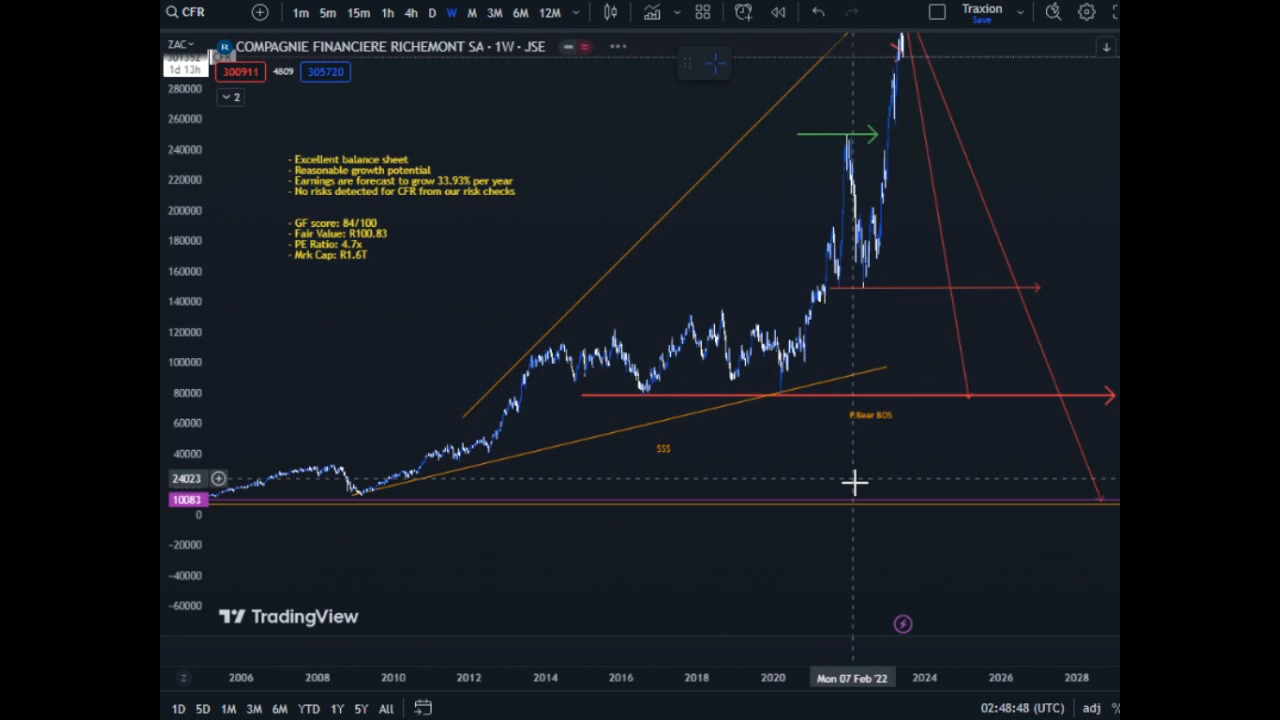 CFR
1m 5m 15m 1h 4h D W M 3M 6M 12M
Traxion
Save
ZAC
COMPAGNIE FINANCIERE RICHEMONT SA · 1W · JSE
1d 13h
300911 4809 305720
2
280000
260000
240000
220000
200000
180000
160000
140000
120000
100000
80000
60000
40000
24023
10083
0
−20000
−40000
−60000
- Excellent balance sheet
- Reasonable growth potential
- Earnings are forecast to grow 33.93% per year
- No risks detected for CFR from our risk checks
- GF score: 84/100
- Fair Value: R100.83
- PE Ratio: 4.7x
- Mrk Cap: R1.6T
P.Bear BOS
$$$
TradingView
Z 2006 2008 2010 2012 2014 2016 2018 2020 Mon 07 Feb '22 2024 2026 2028
1D 5D 1M 3M 6M YTD 1Y 5Y All
02:48:48 (UTC) adj %